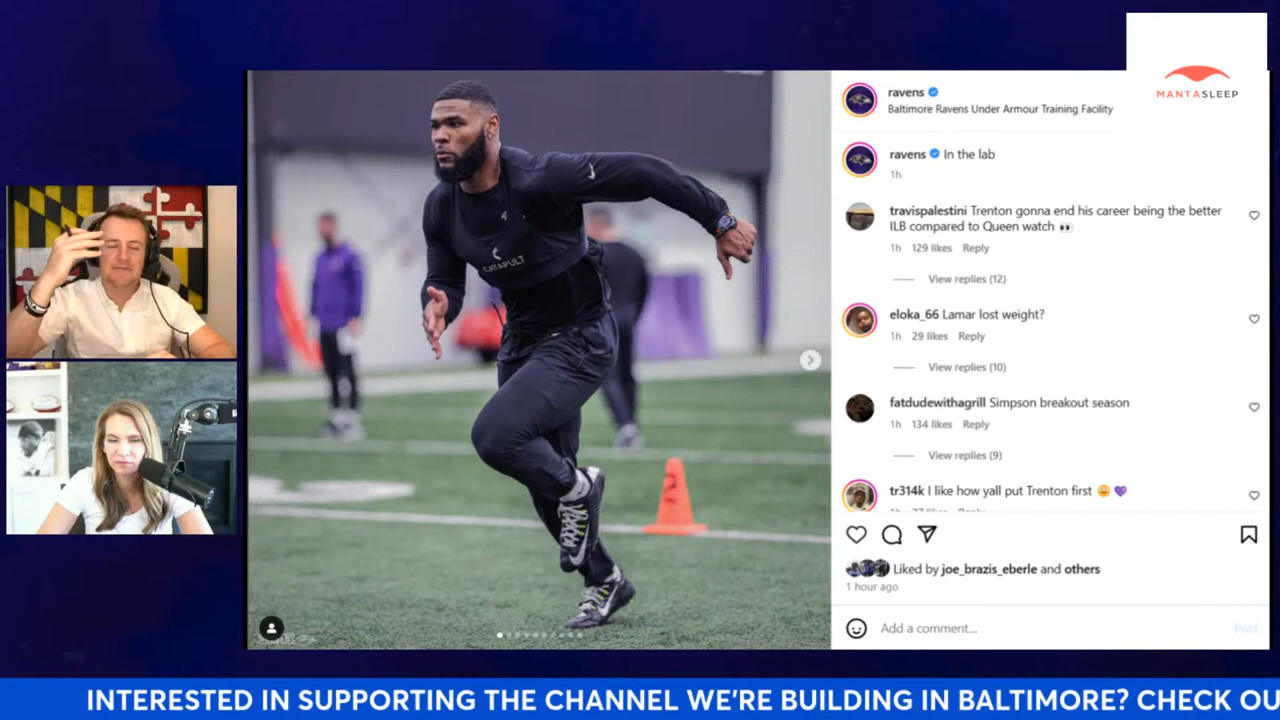 MANTASLEEP
ravens
Baltimore Ravens Under Armour Training Facility
ravens In the lab
1h
travispalestini Trenton gonna end his career being the better
ILB compared to Queen watch 👀
1h 129 likes Reply
View replies (12)
eloka_66 Lamar lost weight?
1h 29 likes Reply
View replies (10)
fatdudewithagrill Simpson breakout season
1h 134 likes Reply
View replies (9)
tr314k I like how yall put Trenton first 😩 💜
Liked by joe_brazis_eberle and others
1 hour ago
Add a comment...
Post
CATAPULT
INTERESTED IN SUPPORTING THE CHANNEL WE'RE BUILDING IN BALTIMORE? CHECK OU